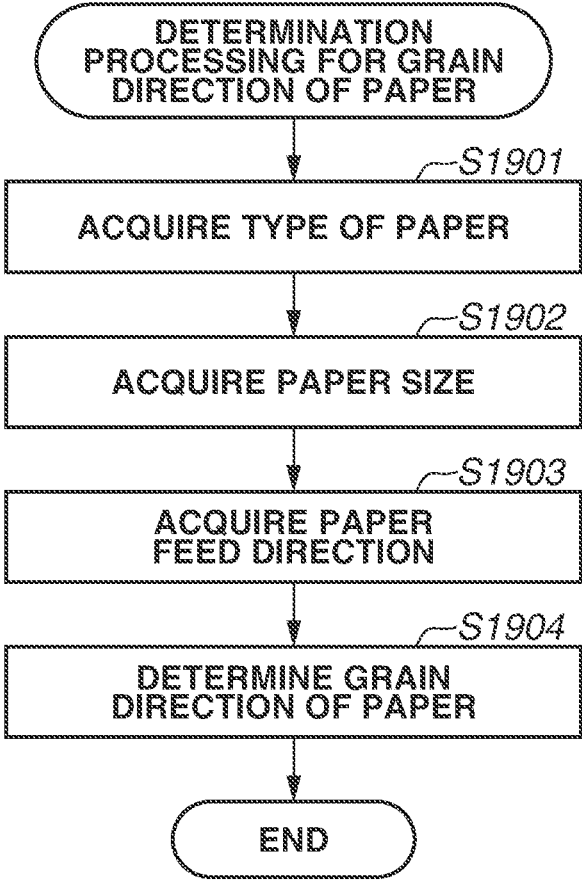 DETERMINATION
PROCESSING FOR GRAIN
DIRECTION OF PAPER
S1901
ACQUIRE TYPE OF PAPER
S1902
ACQUIRE PAPER SIZE
S1903
ACQUIRE PAPER
FEED DIRECTION
S1904
DETERMINE GRAIN
DIRECTION OF PAPER
END